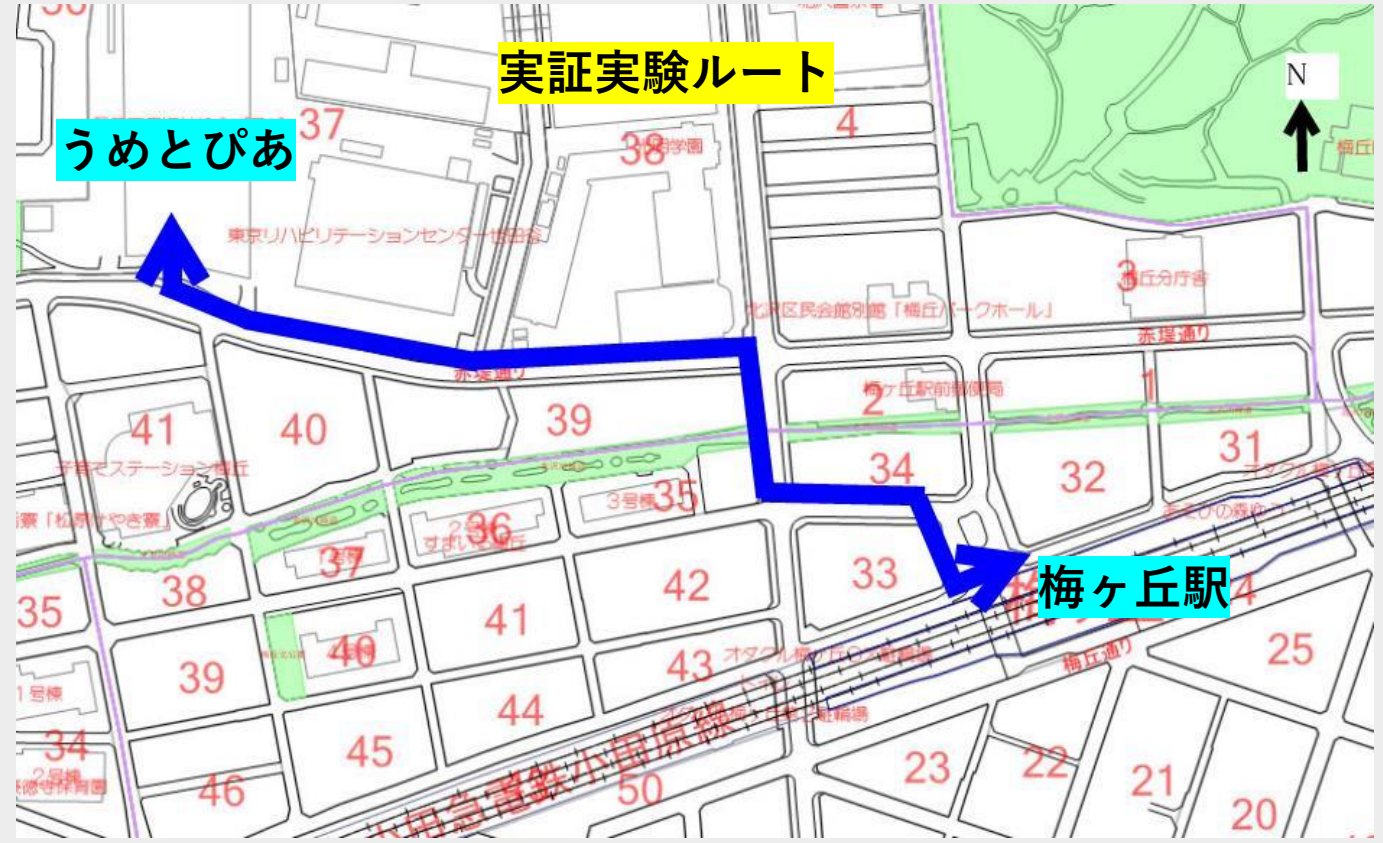 実証実験ルート
N
うめとぴあ
37
38
4
東京リハビリテーションセンター世田谷
3
梅丘分庁舎
北沢区民会館別館「梅丘パークホール」
赤堤通り
赤堤通り
梅ヶ丘駅前郵便局
2
1
41
40
39
34
32
31
子育てステーション梅丘
3号棟
35
36
37
38
35
42
33
梅ヶ丘駅
41
40
39
43
25
梅丘通り
1号棟
44
34
2号棟
45
23
22
21
小田急電鉄小田原線
46
50
20